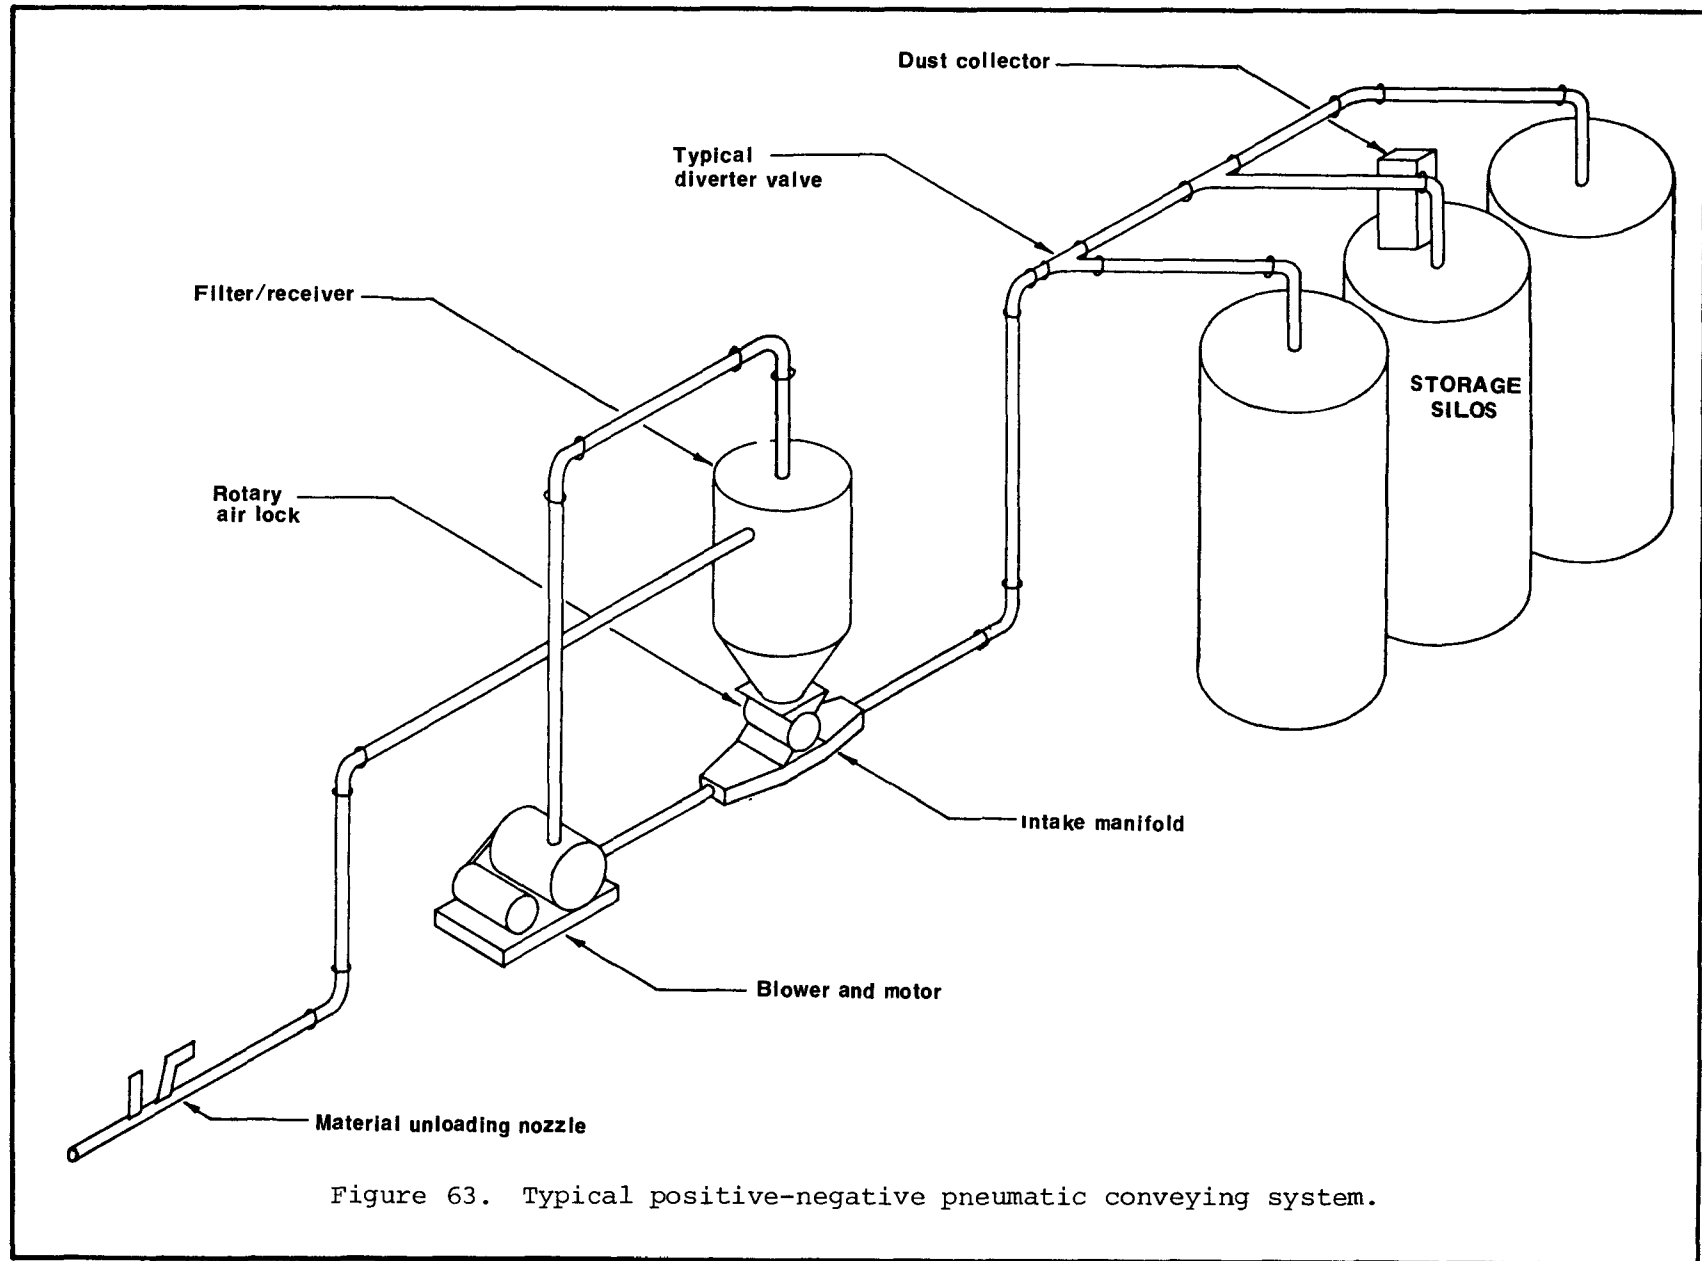 Dust collector
Typical
diverter valve
Filter/receiver
STORAGE
SILOS
Rotary
air lock
Intake manifold
Blower and motor
Material unloading nozzle
Figure 63. Typical positive-negative pneumatic conveying system.